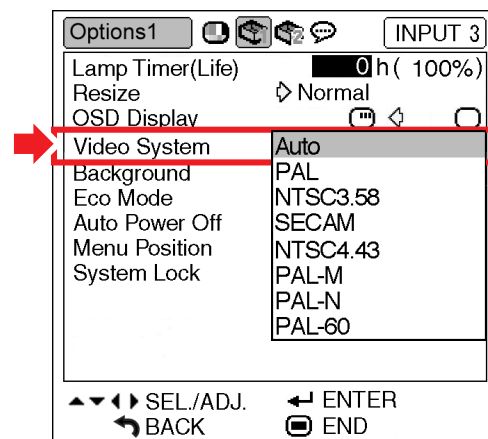 Options1 INPUT 3
Lamp Timer(Life) 0 h ( 100%)
Resize Normal
OSD Display
Video System Auto
Background PAL
Eco Mode NTSC3.58
Auto Power Off SECAM
Menu Position NTSC4.43
System Lock PAL-M
PAL-N
PAL-60
SEL./ADJ. ENTER
BACK END